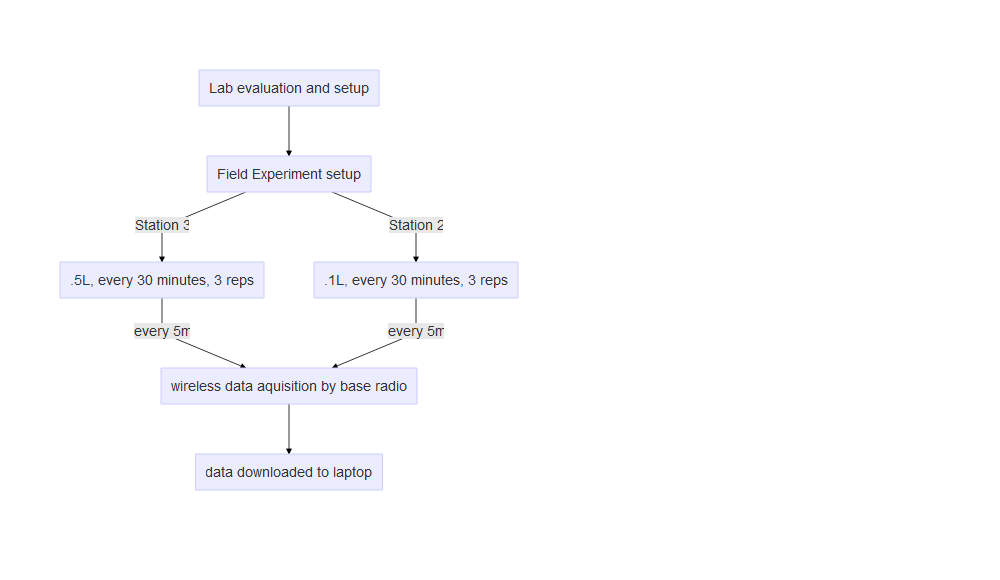 Lab evaluation and setup
Field Experiment setup
Station 3
Station 2
.5L, every 30 minutes, 3 reps
.1L, every 30 minutes, 3 reps
every 5m
every 5m
wireless data aquisition by base radio
data downloaded to laptop